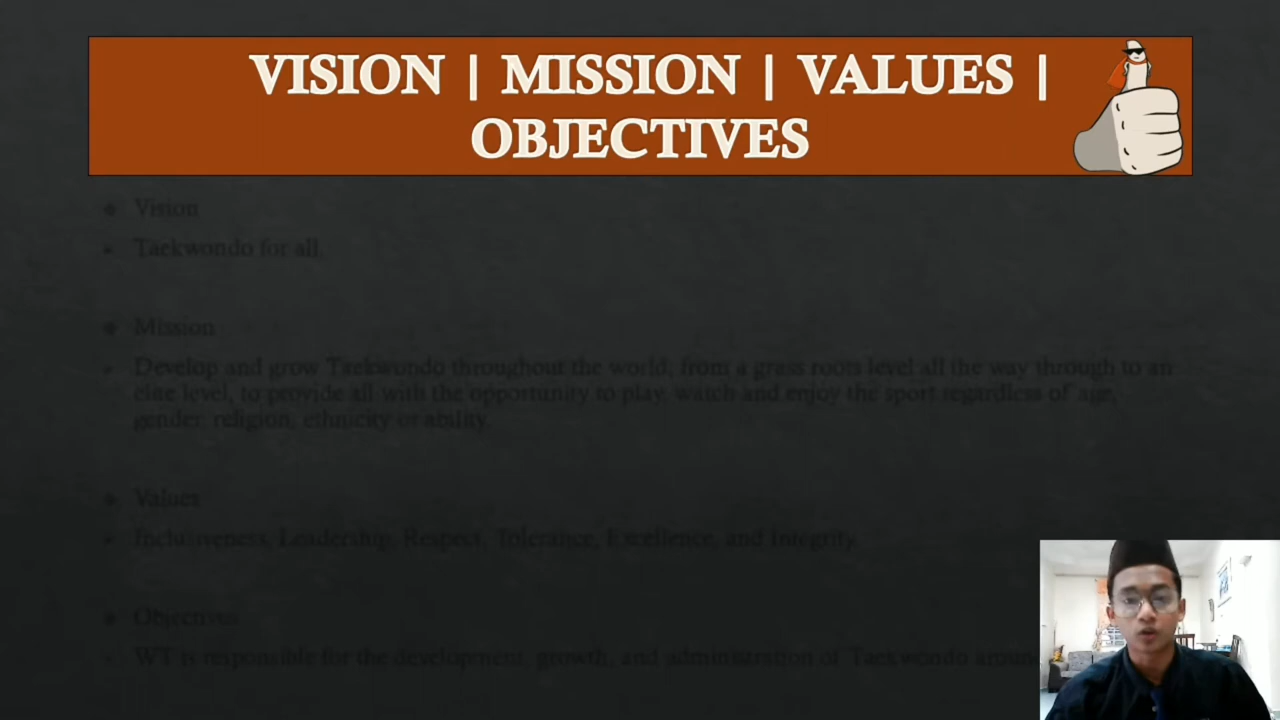 VISION | MISSION | VALUES |
OBJECTIVES
Vision
Taekwondo for all
Mission
Develop and grow Taekwondo throughout the world, from a grass roots level all the way through to an
elite level, to provide all with the opportunity to play, watch and enjoy the sport regardless of age,
gender, religion, ethnicity or ability.
Values
Inclusiveness, Leadership, Respect, Tolerance, Excellence, and Integrity
Objectives
WT is responsible for the development, growth, and administration of Taekwondo